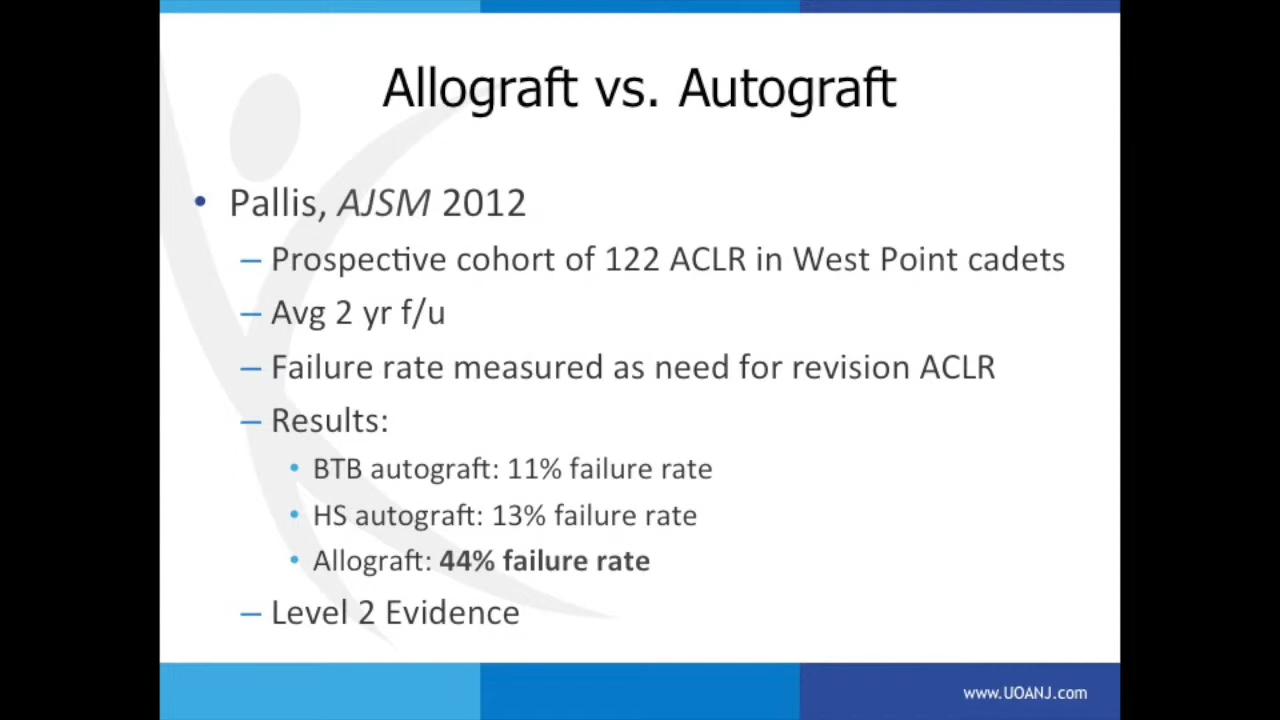 Allograft vs. Autograft
• Pallis, AJSM 2012
– Prospective cohort of 122 ACLR in West Point cadets
– Avg 2 yr f/u
– Failure rate measured as need for revision ACLR
– Results:
• BTB autograft: 11% failure rate
• HS autograft: 13% failure rate
• Allograft: 44% failure rate
– Level 2 Evidence
www.UOANJ.com